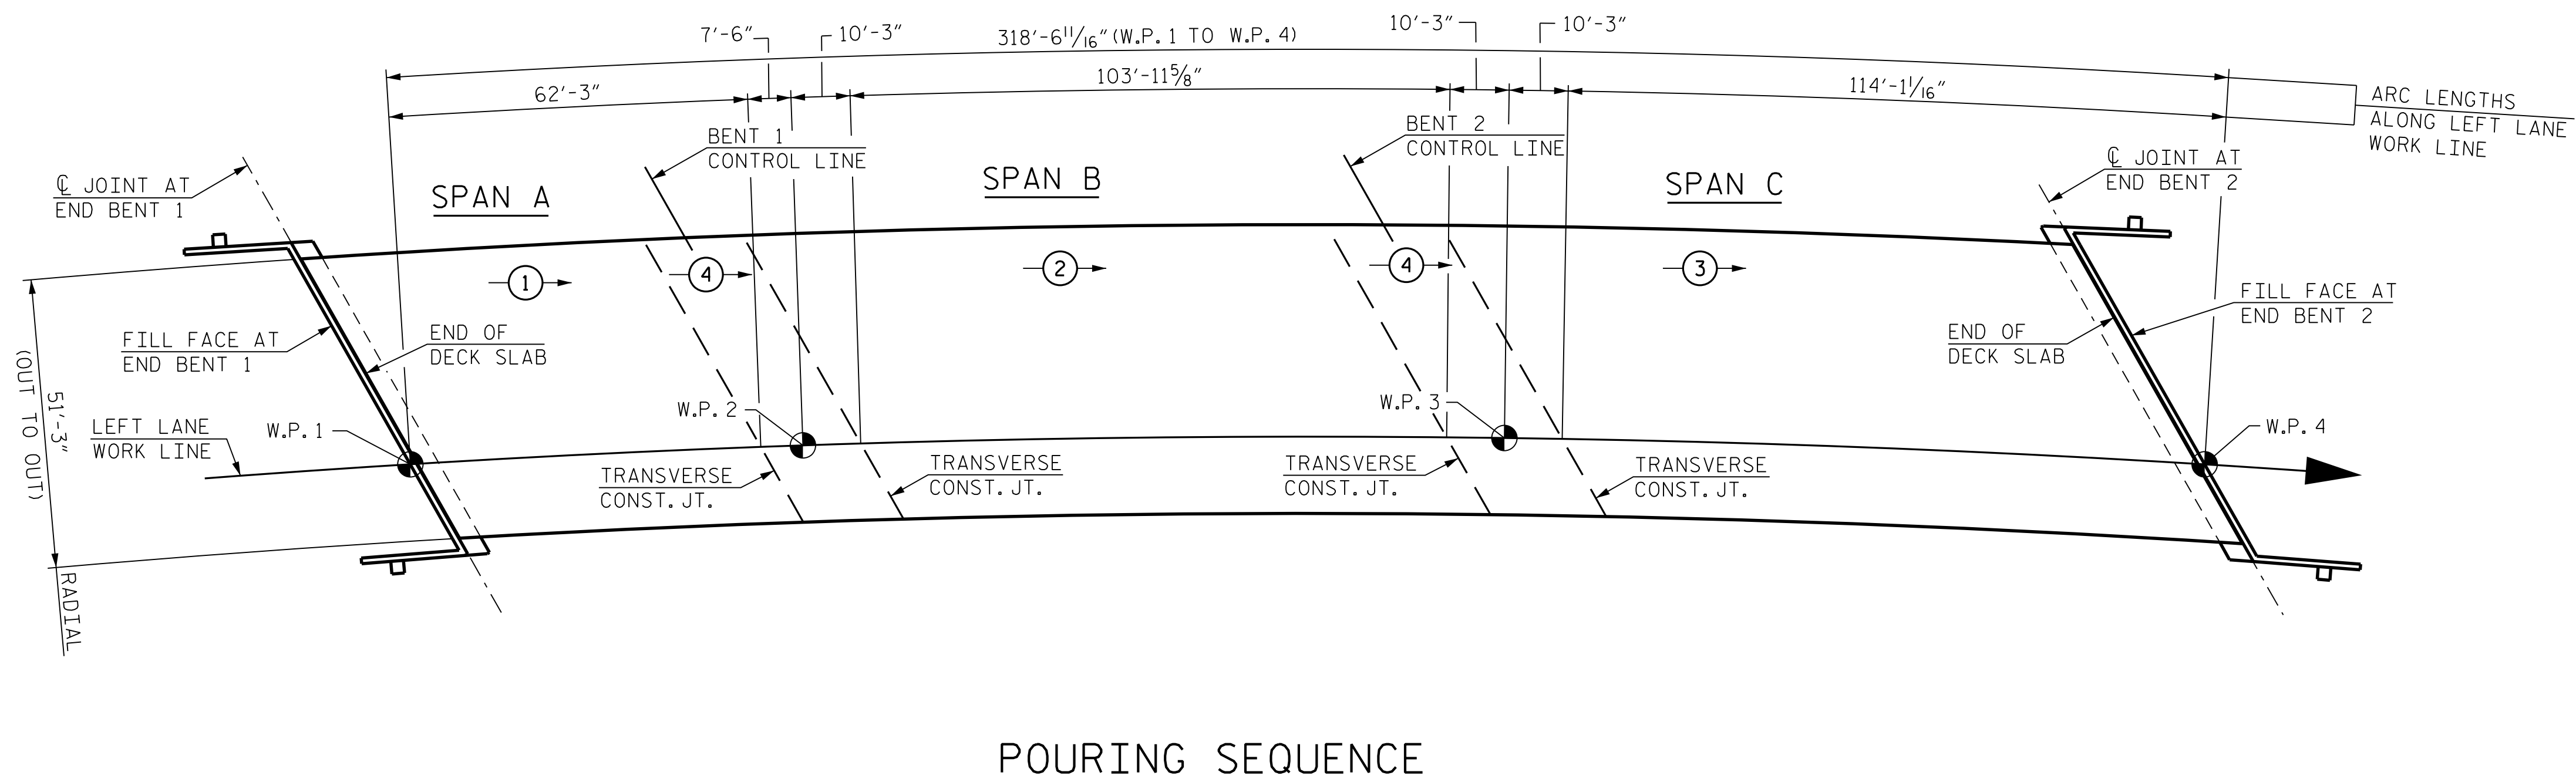 7'-6"
10'-3"
318'-6 11/16" (W.P. 1 TO W.P. 4)
10'-3"
10'-3"
62'-3"
103'-11 5/8"
114'-1 1/16"
ARC LENGTHS
ALONG LEFT LANE
WORK LINE
BENT 1
CONTROL LINE
BENT 2
CONTROL LINE
℄ JOINT AT
END BENT 1
SPAN A
SPAN B
SPAN C
℄ JOINT AT
END BENT 2
1
4
2
4
3
FILL FACE AT
END BENT 1
END OF
DECK SLAB
END OF
DECK SLAB
FILL FACE AT
END BENT 2
51'-3"
(OUT TO OUT)
RADIAL
LEFT LANE
WORK LINE
W.P. 1
W.P. 2
W.P. 3
W.P. 4
TRANSVERSE
CONST. JT.
TRANSVERSE
CONST. JT.
TRANSVERSE
CONST. JT.
TRANSVERSE
CONST. JT.
POURING SEQUENCE